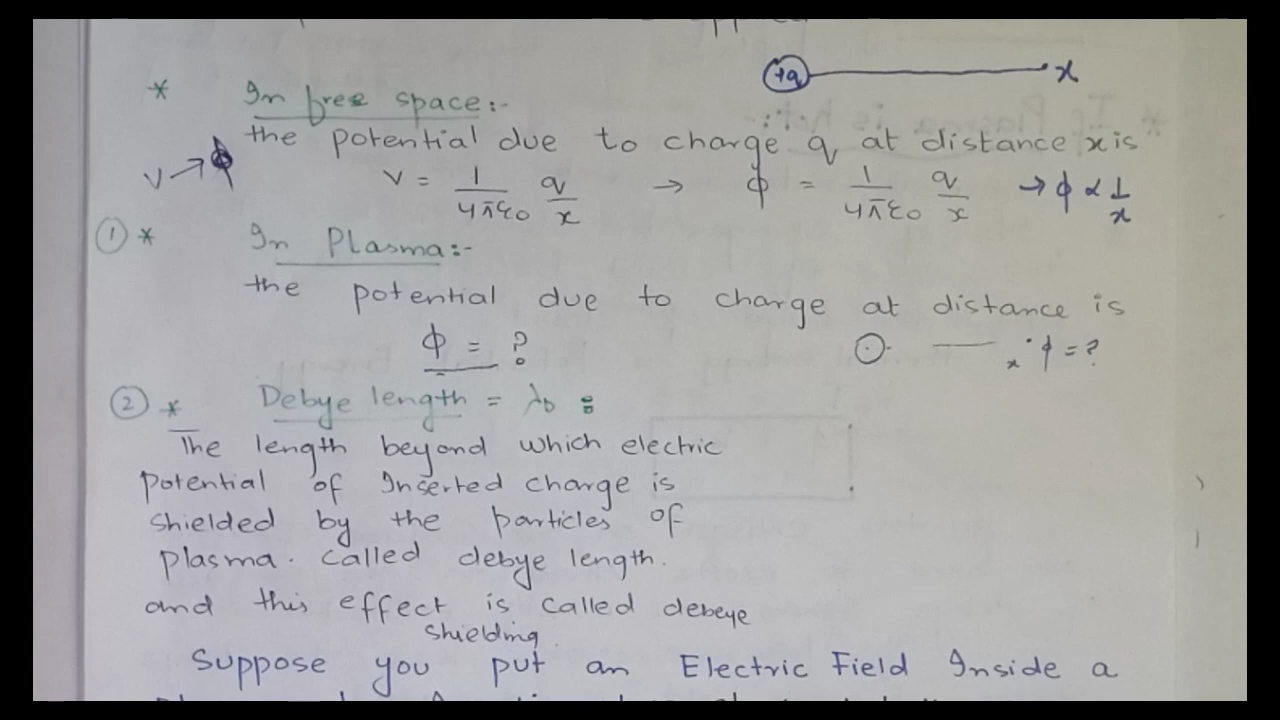 +q x
* In free space:-
the potential due to charge q at distance x is
V → ϕ
V = 1/4πε0 q/x → ϕ = 1/4πε0 q/x → ϕ ∝ 1/x
① * In Plasma:-
the potential due to charge at distance is
ϕ = ? x ϕ = ?
② * Debye length = λD :
The length beyond which electric
potential of Inserted charge is
shielded by the particles of
plasma. called debye length.
and this effect is called debeye
shielding
Suppose you put an Electric Field Inside a